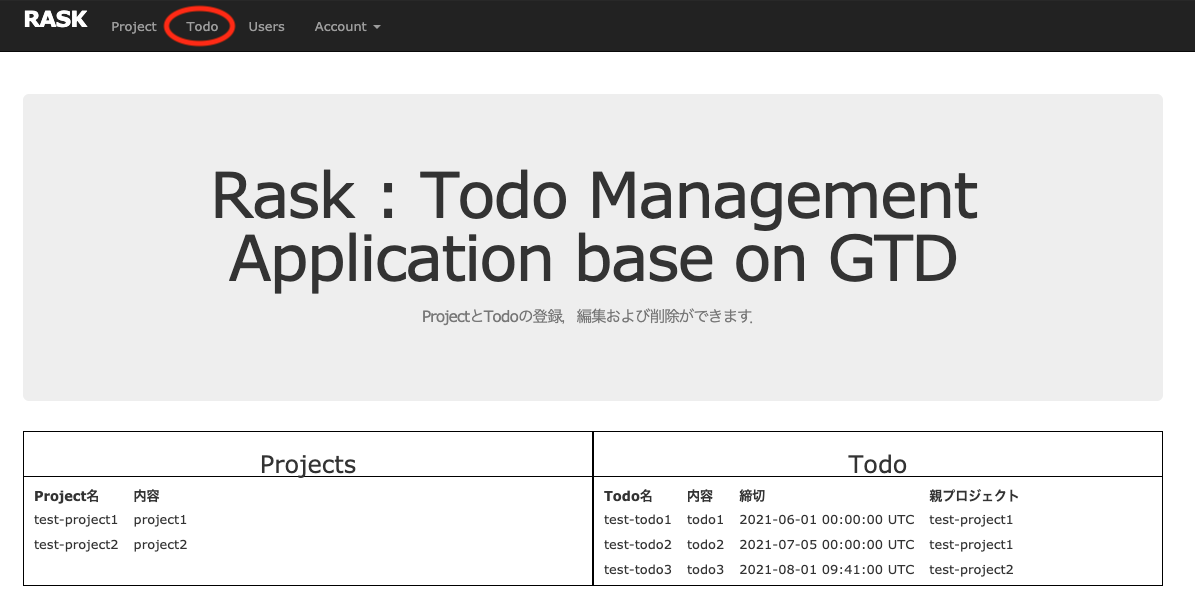 RASK Project Todo Users Account
Rask : Todo Management
Application base on GTD
ProjectとTodoの登録, 編集および削除ができます.
Projects
Project名 内容
test-project1 project1
test-project2 project2
Todo
Todo名 内容 締切 親プロジェクト
test-todo1 todo1 2021-06-01 00:00:00 UTC test-project1
test-todo2 todo2 2021-07-05 00:00:00 UTC test-project1
test-todo3 todo3 2021-08-01 09:41:00 UTC test-project2